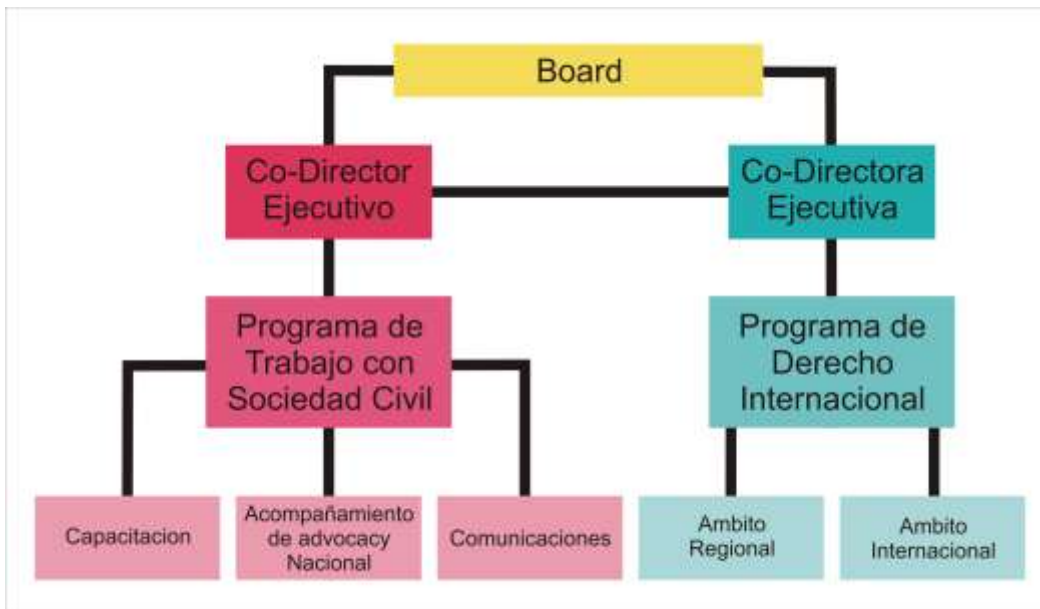 Board
Co-Director
Ejecutivo
Co-Directora
Ejecutiva
Programa de
Trabajo con
Sociedad Civil
Programa de
Derecho
Internacional
Capacitacion
Acompañamiento
de advocacy
Nacional
Comunicaciones
Ambito
Regional
Ambito
Internacional